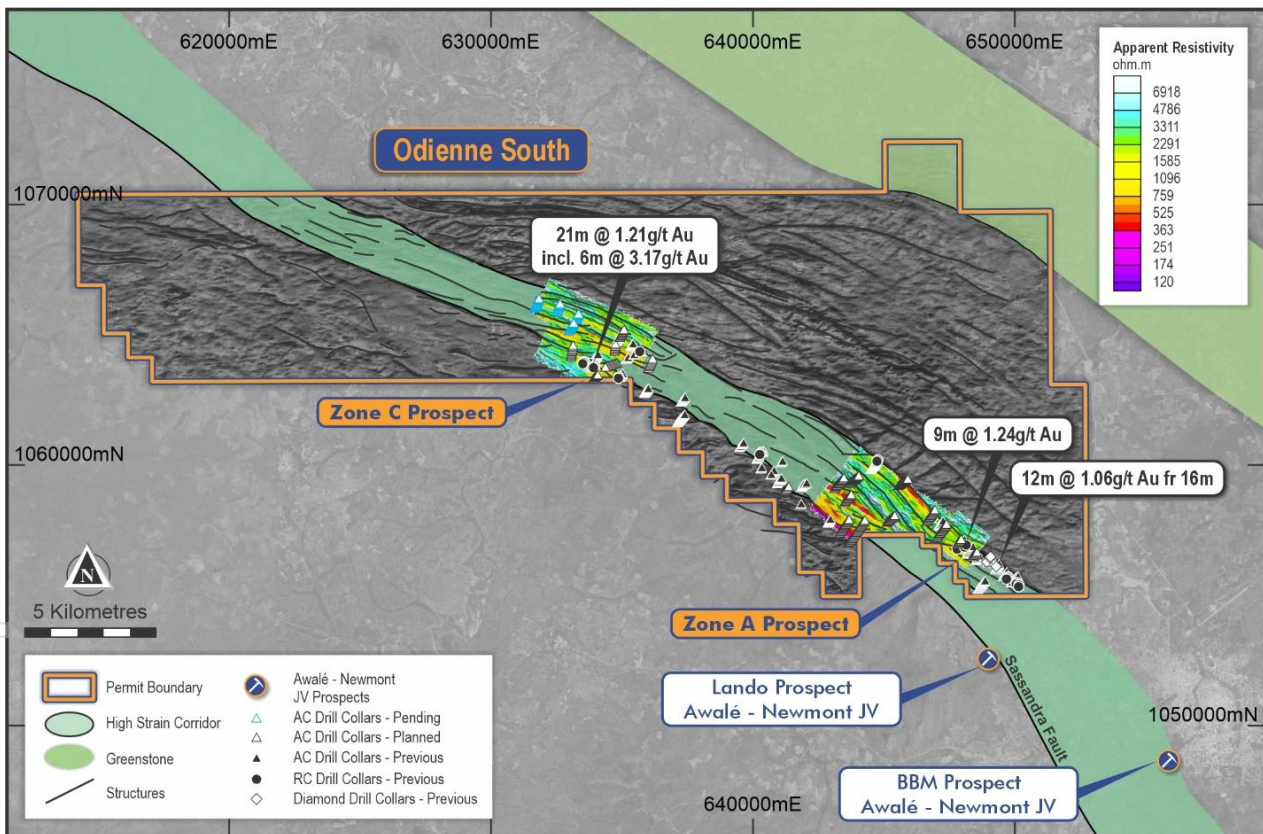 620000mE
630000mE
640000mE
650000mE
Apparent Resistivity
ohm.m
6918
4786
3311
2291
1585
1096
759
525
363
251
174
120
Odienne South
1070000mN
21m @ 1.21g/t Au
incl. 6m @ 3.17g/t Au
Zone C Prospect
9m @ 1.24g/t Au
1060000mN
12m @ 1.06g/t Au fr 16m
N
5 Kilometres
Zone A Prospect
Lando Prospect
Awalé - Newmont JV
Sassandra Fault
1050000mN
BBM Prospect
Awalé - Newmont JV
640000mE
Permit Boundary
High Strain Corridor
Greenstone
Structures
Awalé - Newmont
JV Prospects
AC Drill Collars - Pending
AC Drill Collars - Planned
AC Drill Collars - Previous
RC Drill Collars - Previous
Diamond Drill Collars - Previous